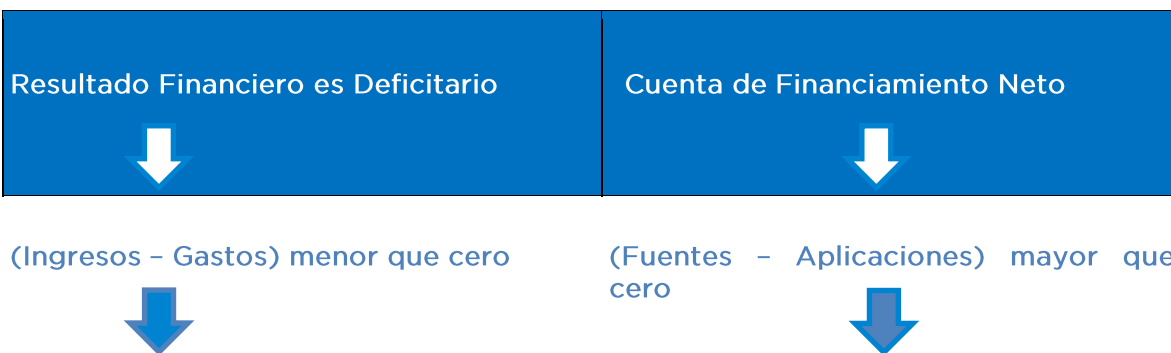 Resultado Financiero es Deficitario
Cuenta de Financiamiento Neto
(Ingresos – Gastos) menor que cero
(Fuentes – Aplicaciones) mayor que
cero